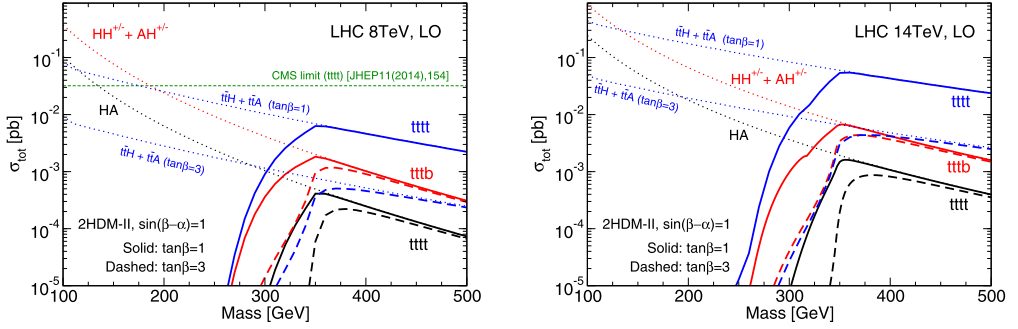 HH+/- + AH+/-
LHC 8TeV, LO
10-1
CMS limit (tttt) [JHEP11(2014),154]
tt̄H + tt̄A (tanβ=1)
HA
10-2
tttt
tt̄H + tt̄A (tanβ=3)
σtot [pb]
tttb
10-3
2HDM-II, sin(β−α)=1
tttt
10-4
Solid: tanβ=1
Dashed: tanβ=3
10-5
100 200 300 400 500
Mass [GeV]
tt̄H + tt̄A (tanβ=1)
LHC 14TeV, LO
10-1
HH+/- + AH+/-
tttt
tt̄H + tt̄A (tanβ=3)
10-2
HA
σtot [pb]
tttb
10-3
tttt
2HDM-II, sin(β−α)=1
10-4
Solid: tanβ=1
Dashed: tanβ=3
10-5
100 200 300 400 500
Mass [GeV]